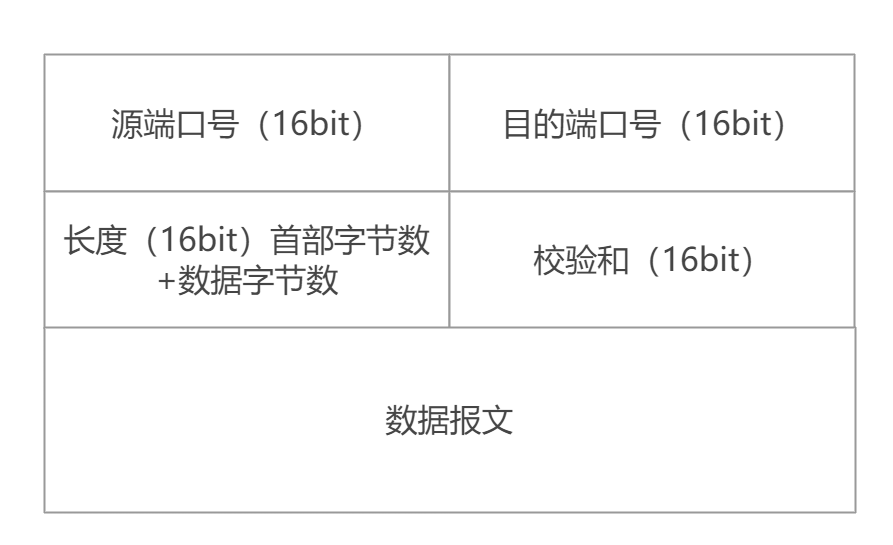 源端口号（16bit）
目的端口号（16bit）
长度（16bit）首部字节数
+数据字节数
校验和（16bit）
数据报文